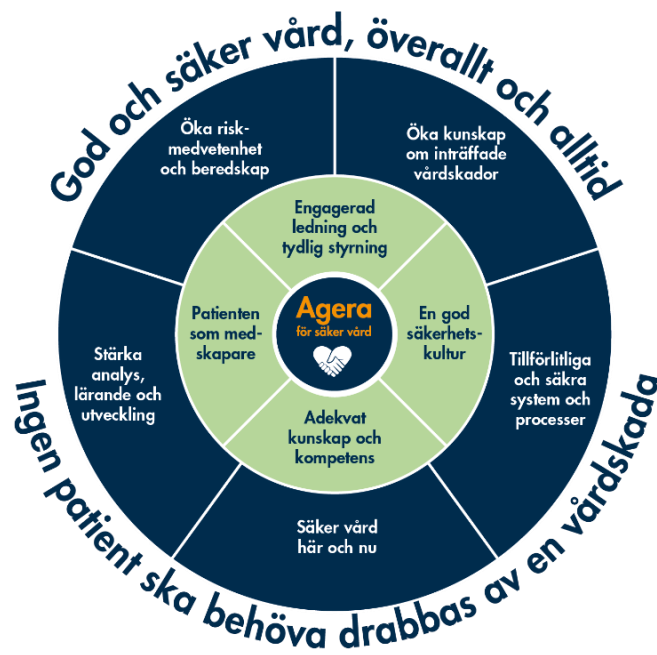 God och säker vård, överallt och alltid
Öka risk-
medvetenhet
och beredskap
Öka kunskap
om inträffade
vårdskador
Engagerad
ledning och
tydlig styrning
Patienten
som med-
skapare
Agera
för säker vård
En god
säkerhets-
kultur
Stärka
analys,
lärande och
utveckling
Tillförlitliga
och säkra
system och
processer
Adekvat
kunskap och
kompetens
Säker vård
här och nu
Ingen patient ska behöva drabbas av en vårdskada